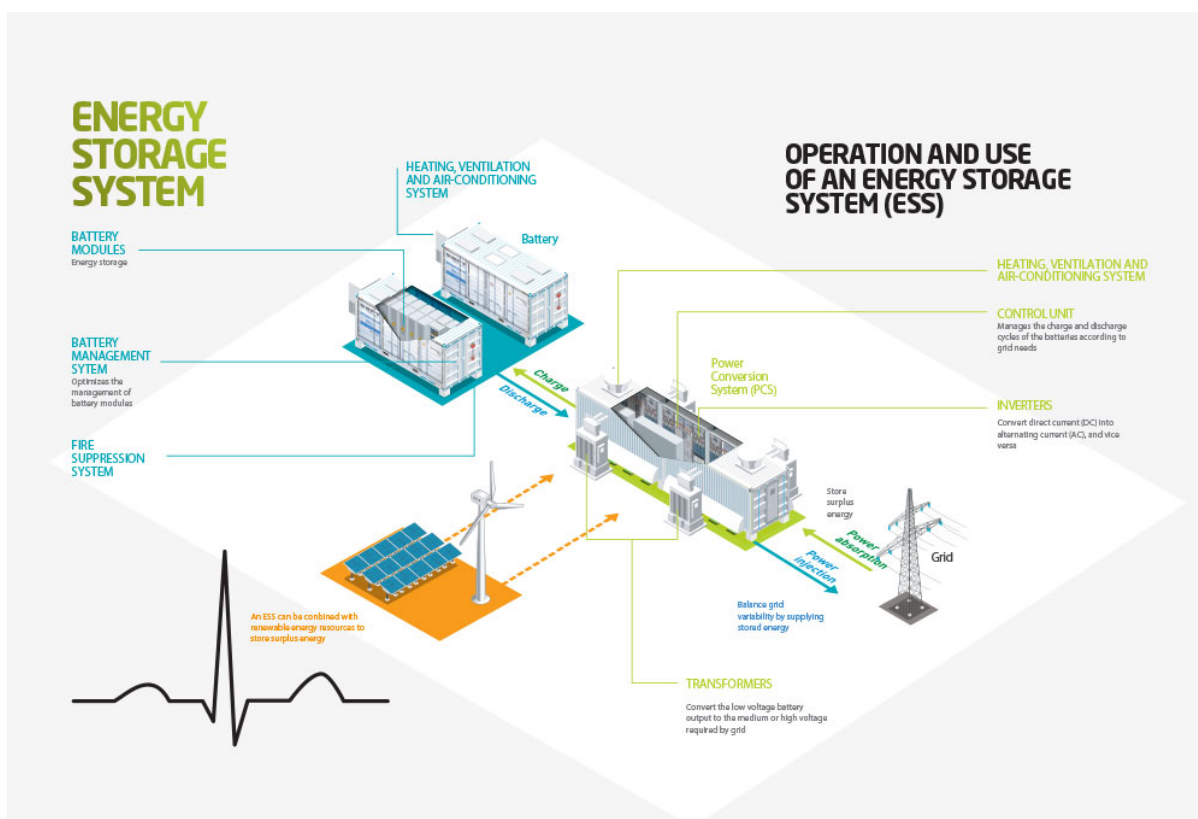 ENERGY
STORAGE
SYSTEM
OPERATION AND USE
OF AN ENERGY STORAGE
SYSTEM (ESS)
HEATING, VENTILATION
AND AIR-CONDITIONING
SYSTEM
Battery
BATTERY
MODULES
Energy storage
BATTERY
MANAGEMENT
SYTEM
Optimizes the
management of
battery modules
FIRE
SUPPRESSION
SYSTEM
Charge
Discharge
Power
Conversion
System (PCS)
HEATING, VENTILATION AND
AIR-CONDITIONING SYSTEM
CONTROL UNIT
Manages the charge and discharge
cycles of the batteries according to
grid needs
INVERTERS
Convert direct current (DC) into
alternating current (AC), and vice
versa
Store
surplus
energy
Power
absorption
Power
injection
Grid
Balance grid
variability by supplying
stored energy
An ESS can be combined with
renewable energy resources to
store surplus energy
TRANSFORMERS
Convert the low voltage battery
output to the medium or high voltage
required by grid